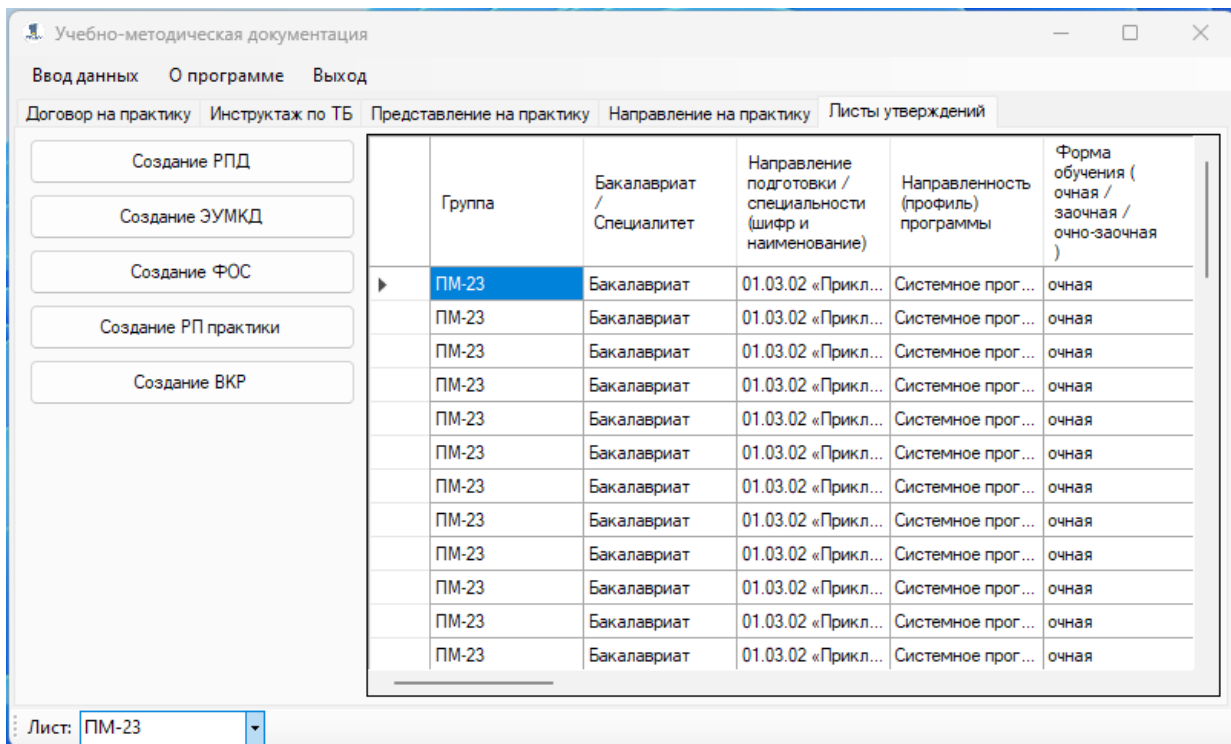 Учебно-методическая документация
Ввод данных О программе Выход
Договор на практику Инструктаж по ТБ Представление на практику Направление на практику Листы утверждений
Создание РПД
Создание ЭУМКД
Создание ФОС
Создание РП практики
Создание ВКР
Группа
Бакалавриат
/
Специалитет
Направление
подготовки /
специальности
(шифр и
наименование)
Направленность
(профиль)
программы
Форма
обучения (
очная /
заочная /
очно-заочная
)
ПМ-23 Бакалавриат 01.03.02 «Прикл... Системное прог... очная
ПМ-23 Бакалавриат 01.03.02 «Прикл... Системное прог... очная
ПМ-23 Бакалавриат 01.03.02 «Прикл... Системное прог... очная
ПМ-23 Бакалавриат 01.03.02 «Прикл... Системное прог... очная
ПМ-23 Бакалавриат 01.03.02 «Прикл... Системное прог... очная
ПМ-23 Бакалавриат 01.03.02 «Прикл... Системное прог... очная
ПМ-23 Бакалавриат 01.03.02 «Прикл... Системное прог... очная
ПМ-23 Бакалавриат 01.03.02 «Прикл... Системное прог... очная
ПМ-23 Бакалавриат 01.03.02 «Прикл... Системное прог... очная
ПМ-23 Бакалавриат 01.03.02 «Прикл... Системное прог... очная
ПМ-23 Бакалавриат 01.03.02 «Прикл... Системное прог... очная
ПМ-23 Бакалавриат 01.03.02 «Прикл... Системное прог... очная
Лист: ПМ-23